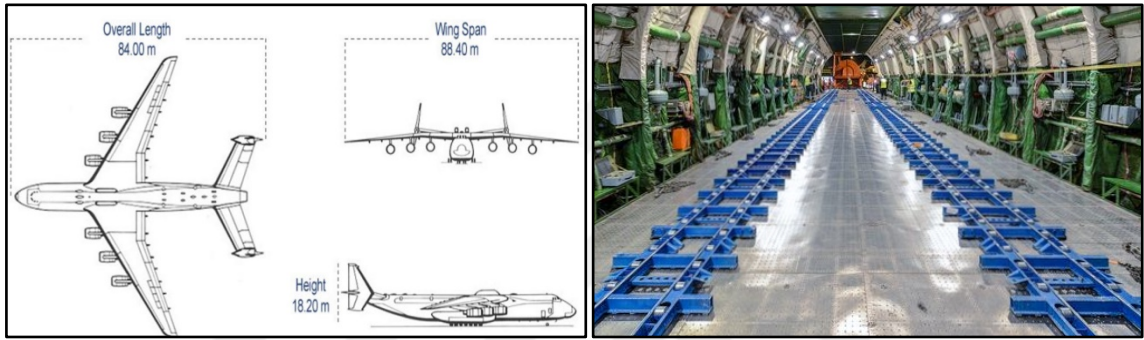 Overall Length
84.00 m
Wing Span
88.40 m
Height
18.20 m